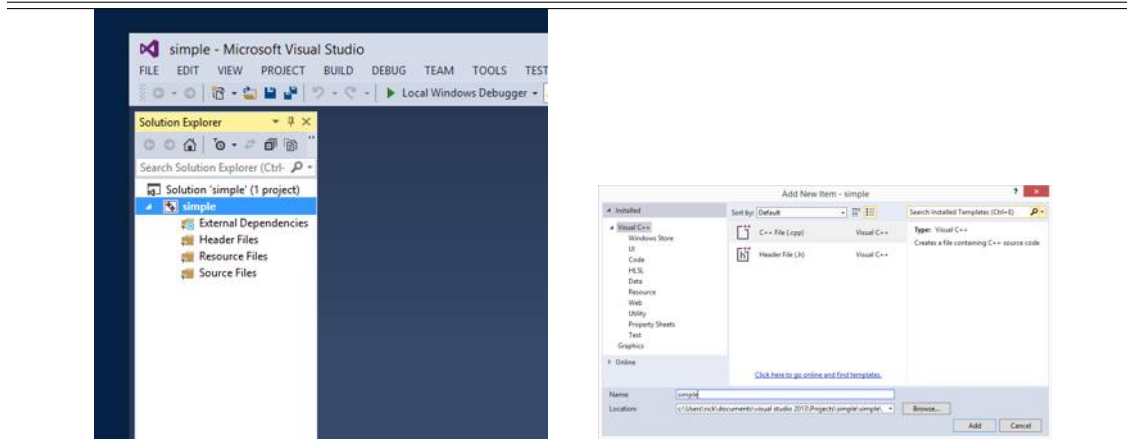 simple - Microsoft Visual Studio
FILE EDIT VIEW PROJECT BUILD DEBUG TEAM TOOLS TEST
Local Windows Debugger
Solution Explorer
Search Solution Explorer (Ctrl-
Solution 'simple' (1 project)
simple
External Dependencies
Header Files
Resource Files
Source Files
Add New Item - simple
Installed
Sort by: Default
Search Installed Templates (Ctrl+E)
Visual C++
Windows Store
UI
Code
HLSL
Data
Resource
Web
Utility
Property Sheets
Test
Graphics
Online
C++ File (.cpp) Visual C++
Header File (.h) Visual C++
Type: Visual C++
Creates a file containing C++ source code
Click here to go online and find templates.
Name: simple
Location: c:\Users\rick\documents\visual studio 2013\Projects\simple\simple\
Browse...
Add Cancel